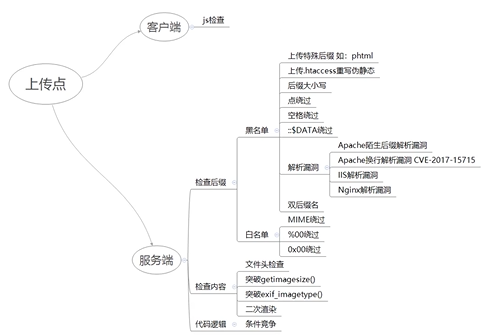 上传点
客户端
js检查
服务端
检查后缀
黑名单
上传特殊后缀 如：phtml
上传.htaccess重写伪静态
后缀大小写
点绕过
空格绕过
::$DATA绕过
解析漏洞
Apache陌生后缀解析漏洞
Apache换行解析漏洞 CVE-2017-15715
IIS解析漏洞
Nginx解析漏洞
双后缀名
白名单
MIME绕过
%00绕过
0x00绕过
检查内容
文件头检查
突破getimagesize()
突破exif_imagetype()
二次渲染
代码逻辑
条件竞争